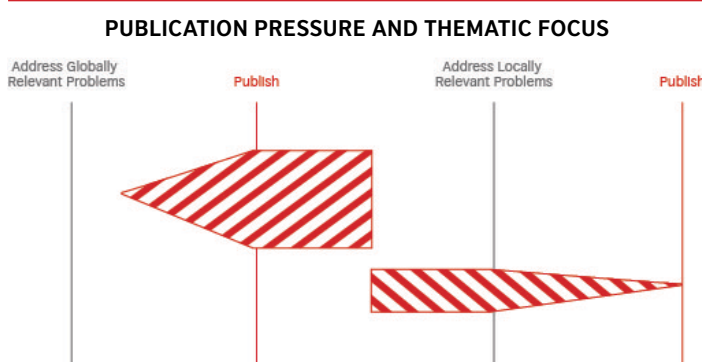 PUBLICATION PRESSURE AND THEMATIC FOCUS
Address Globally
Relevant Problems
Publish
Address Locally
Relevant Problems
Publish